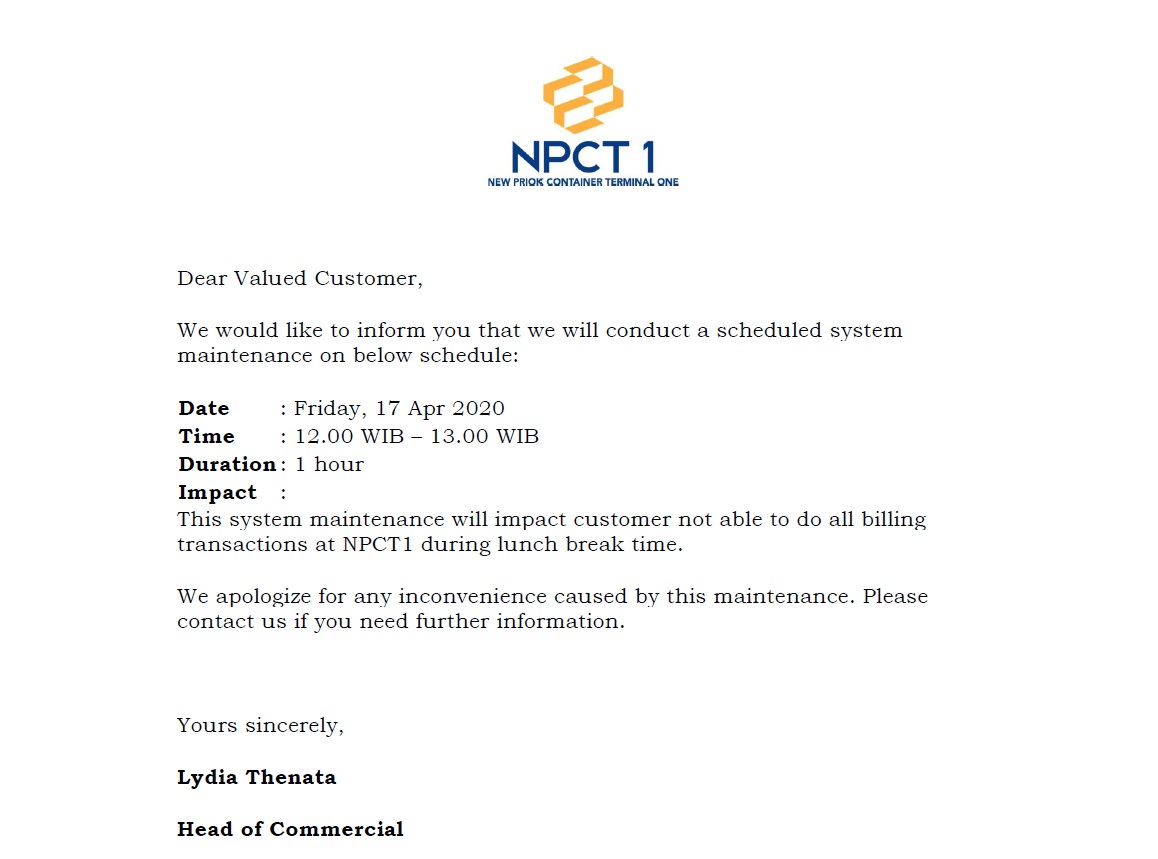 NPCT 1
NEW PRIOK CONTAINER TERMINAL ONE
Dear Valued Customer,
We would like to inform you that we will conduct a scheduled system
maintenance on below schedule:
Date : Friday, 17 Apr 2020
Time : 12.00 WIB – 13.00 WIB
Duration : 1 hour
Impact :
This system maintenance will impact customer not able to do all billing
transactions at NPCT1 during lunch break time.
We apologize for any inconvenience caused by this maintenance. Please
contact us if you need further information.
Yours sincerely,
Lydia Thenata
Head of Commercial